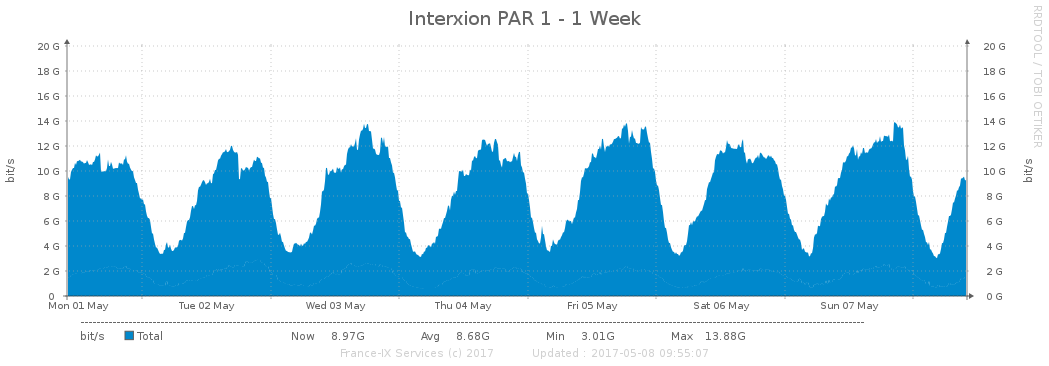 Interxion PAR 1 - 1 Week
RRDTOOL / TOBI OETIKER
20 G 20 G
18 G 18 G
16 G 16 G
14 G 14 G
12 G 12 G
10 G 10 G
8 G 8 G
6 G 6 G
4 G 4 G
2 G 2 G
0 0 G
bit/s bit/s
Mon 01 May Tue 02 May Wed 03 May Thu 04 May Fri 05 May Sat 06 May Sun 07 May
bit/s Total Now 8.97G Avg 8.68G Min 3.01G Max 13.88G
France-IX Services (c) 2017 Updated : 2017-05-08 09:55:07